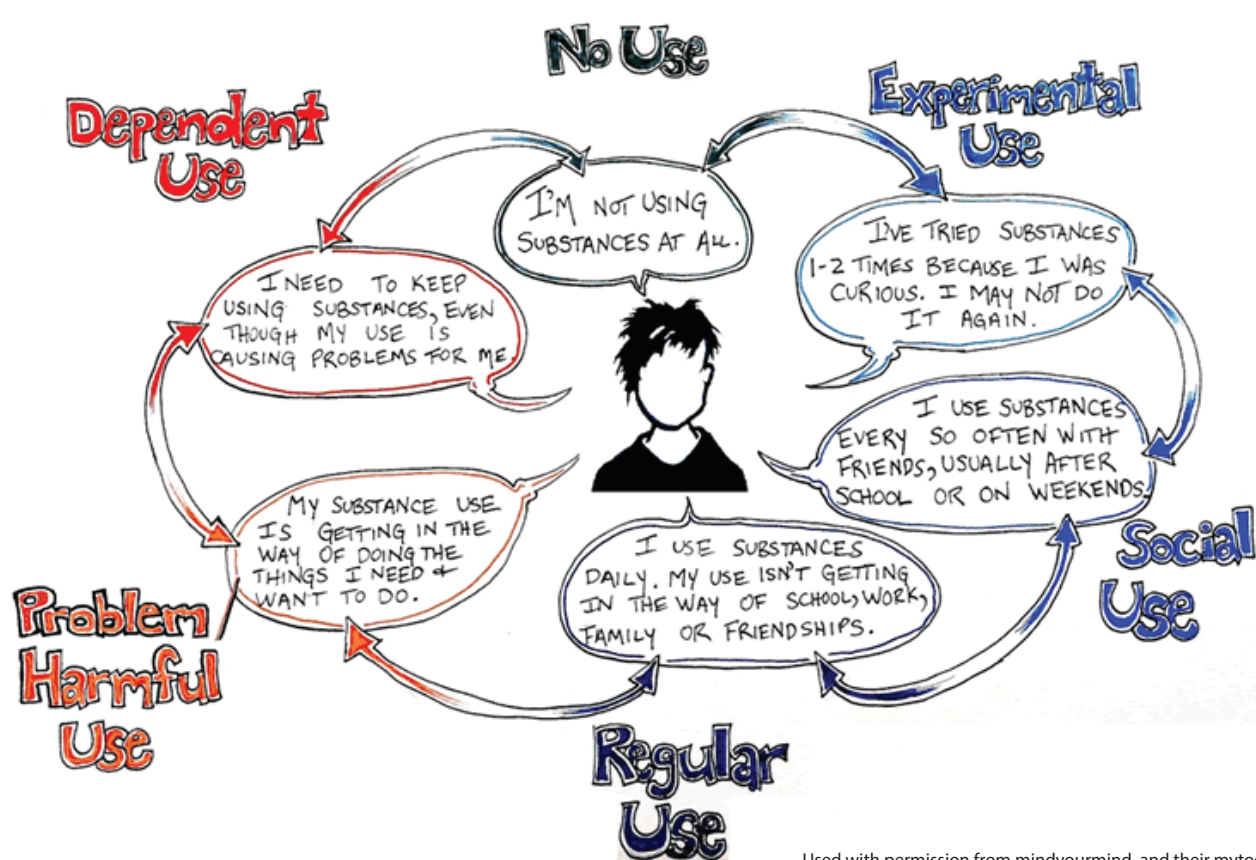 No Use
I'M NOT USING
SUBSTANCES AT ALL.
Experimental
Use
I'VE TRIED SUBSTANCES
1-2 TIMES BECAUSE I WAS
CURIOUS. I MAY NOT DO
IT AGAIN.
Social
Use
I USE SUBSTANCES
EVERY SO OFTEN WITH
FRIENDS, USUALLY AFTER
SCHOOL OR ON WEEKENDS.
Regular
Use
I USE SUBSTANCES
DAILY. MY USE ISN'T GETTING
IN THE WAY OF SCHOOL, WORK,
FAMILY OR FRIENDSHIPS.
Problem
Harmful
Use
MY SUBSTANCE USE
IS GETTING IN THE
WAY OF DOING THE
THINGS I NEED &
WANT TO DO.
Dependent
Use
I NEED TO KEEP
USING SUBSTANCES, EVEN
THOUGH MY USE IS
CAUSING PROBLEMS FOR ME.
Used with permission from mindyourmind, and their